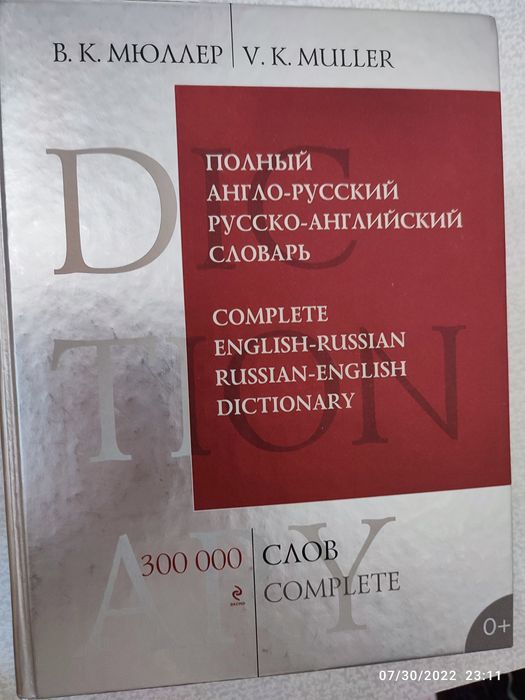 В. К. МЮЛЛЕР V. K. MULLER
DIC
TION
ПОЛНЫЙ
АНГЛО-РУССКИЙ
РУССКО-АНГЛИЙСКИЙ
СЛОВАРЬ
COMPLETE
ENGLISH-RUSSIAN
RUSSIAN-ENGLISH
DICTIONARY
300 000 СЛОВ
COMPLETE
ЭКСМО
0+
07/30/2022 23:11